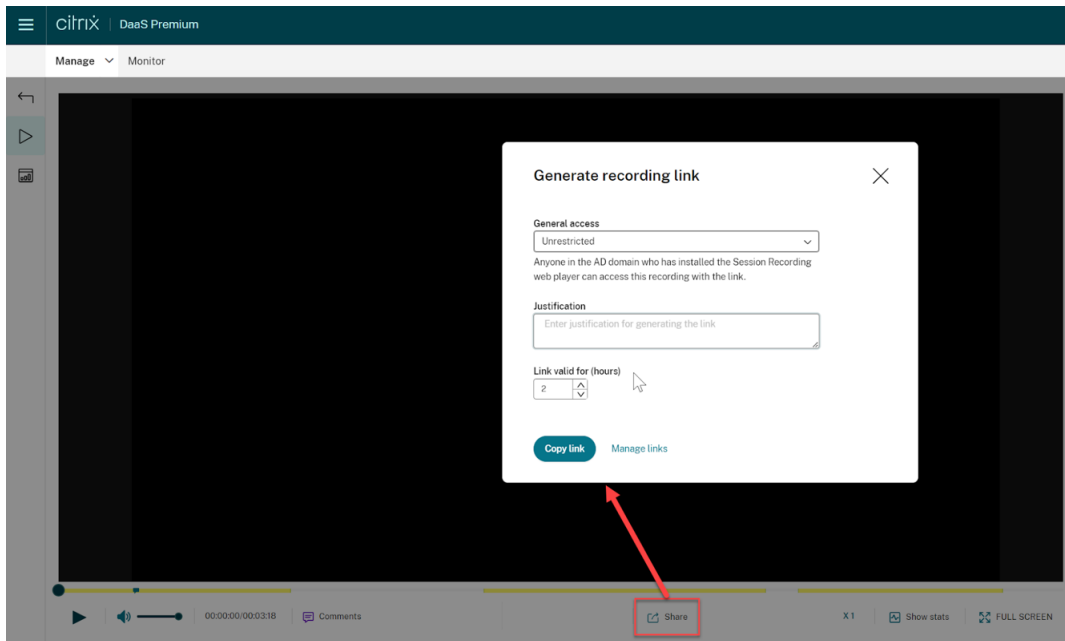 citrix | DaaS Premium
Manage Monitor
Generate recording link
General access
Unrestricted
Anyone in the AD domain who has installed the Session Recording
web player can access this recording with the link.
Justification
Enter justification for generating the link
Link valid for (hours)
2
Copy link Manage links
00:00:00/00:03:18 Comments Share X 1 Show stats FULL SCREEN